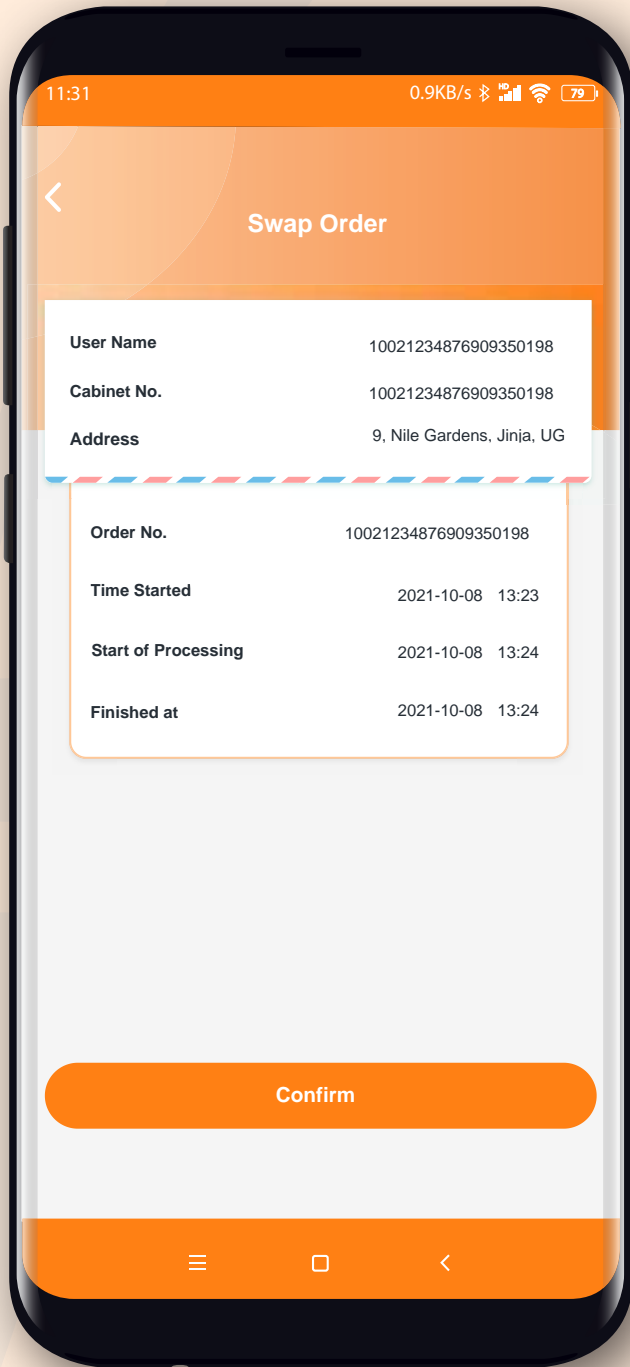 11:31 0.9KB/s HD 79
Swap Order
User Name 10021234876909350198
Cabinet No. 10021234876909350198
Address 9, Nile Gardens, Jinja, UG
Order No. 10021234876909350198
Time Started 2021-10-08 13:23
Start of Processing 2021-10-08 13:24
Finished at 2021-10-08 13:24
Confirm